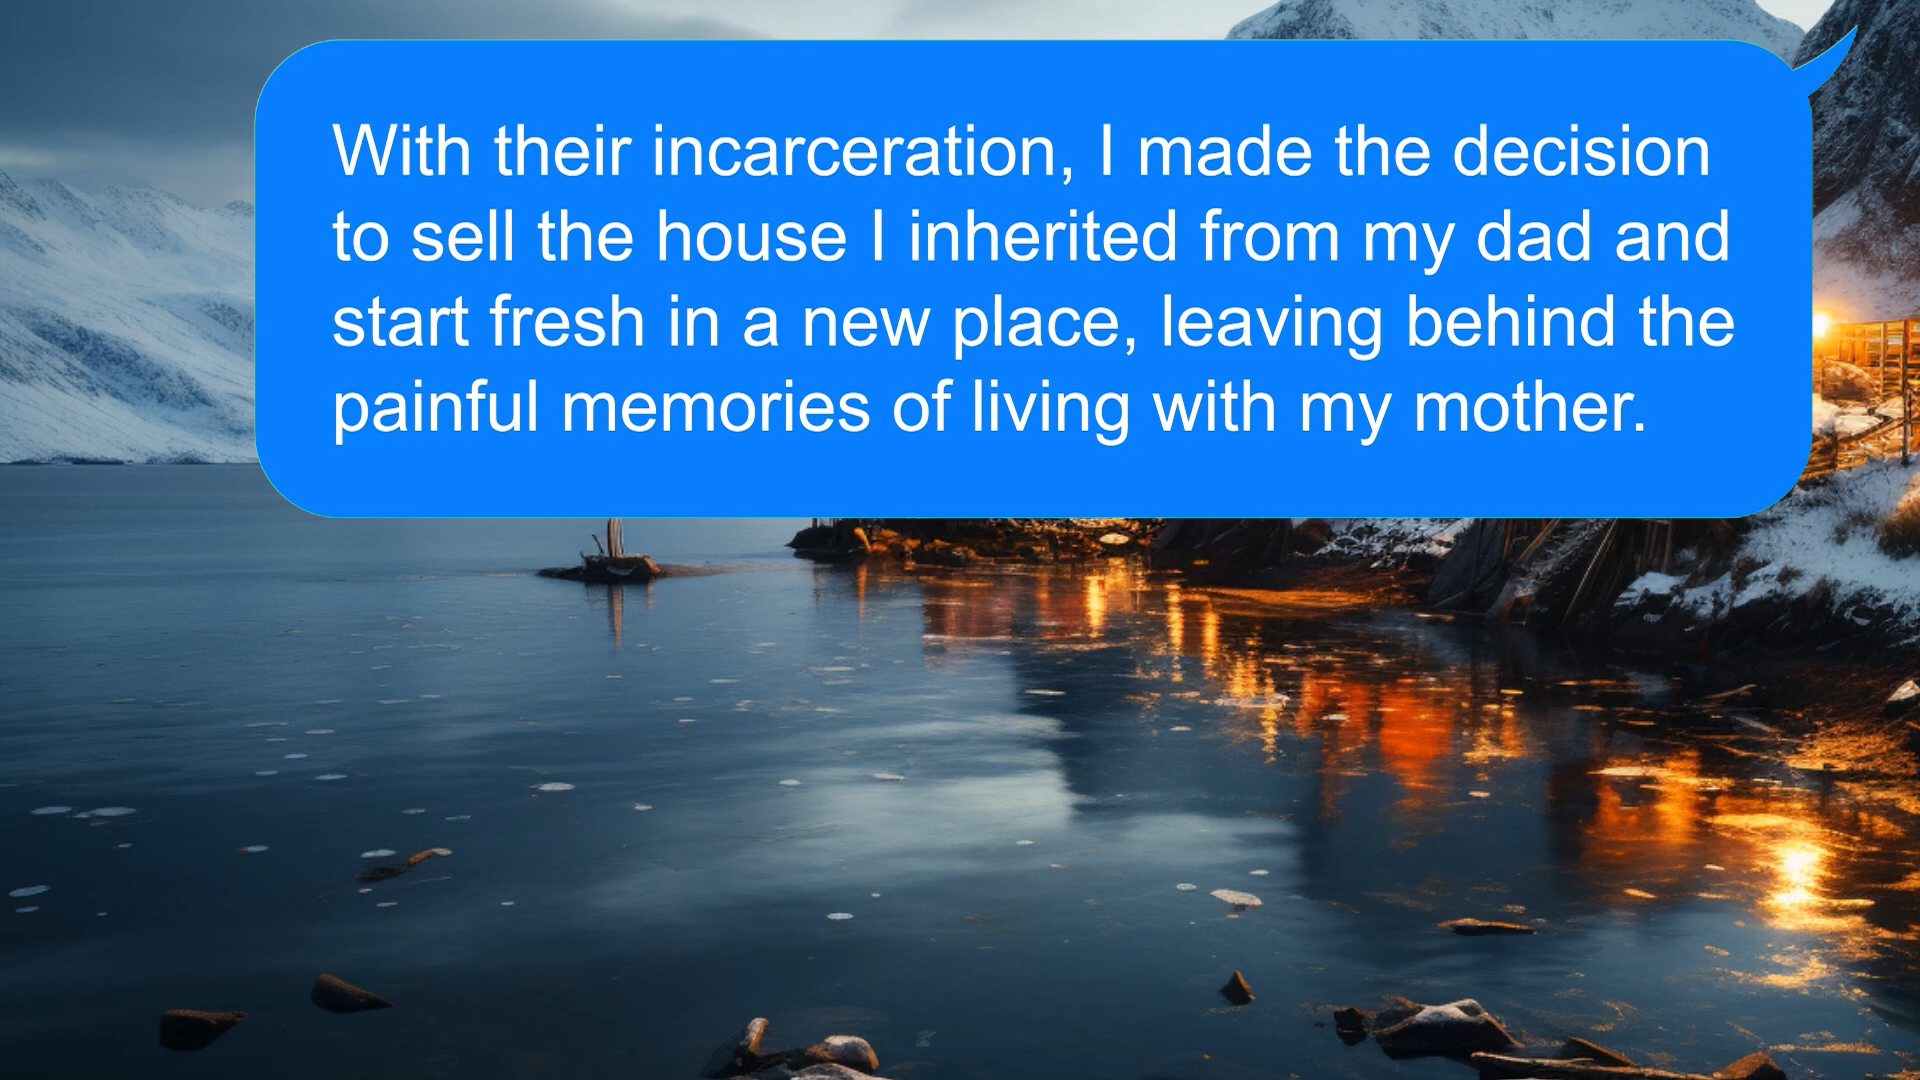 With their incarceration, I made the decision
to sell the house I inherited from my dad and
start fresh in a new place, leaving behind the
painful memories of living with my mother.